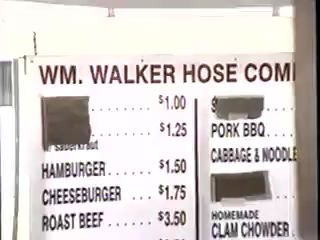 WM. WALKER HOSE COM
....... $1.00
....... $1.25
sauerkraut
HAMBURGER...... $1.50
CHEESEBURGER ... $1.75
ROAST BEEF ...... $3.50
PORK BBQ....
CABBAGE & NOODLE
HOMEMADE
CLAM CHOWDER .